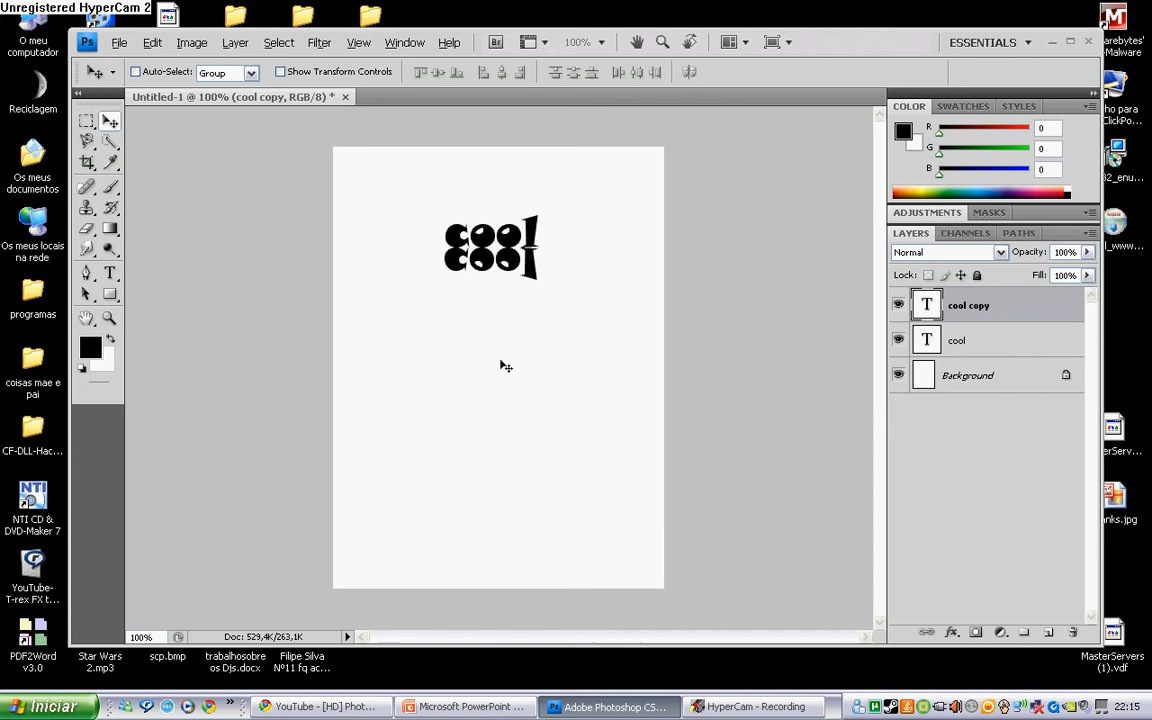 Unregistered HyperCam 2
File Edit Image Layer Select Filter View Window Help
100%
ESSENTIALS
Auto-Select: Group Show Transform Controls
Untitled-1 @ 100% (cool copy, RGB/8) *
cool
cool
COLOR SWATCHES STYLES
R 0
G 0
B 0
ADJUSTMENTS MASKS
LAYERS CHANNELS PATHS
Normal Opacity: 100%
Lock: Fill: 100%
T cool copy
T cool
Background
100% Doc: 529,4K/263,1K
O meu
computador
Reciclagem
Os meus
documentos
Os meus locais
na rede
programas
coisas mae e
pai
CF-DLL-Hac...
NTI CD &
DVD-Maker 7
YouTube-
T-rex FX t...
PDF2Word
v3.0
Star Wars
2.mp3
scp.bmp
trabalhosobre
os Djs.docx
Filipe Silva
Nº11 fq ac...
MasterServers
(1).vdf
Iniciar
YouTube - [HD] Phot...
Microsoft PowerPoint ...
Adobe Photoshop CS...
HyperCam - Recording
22:15